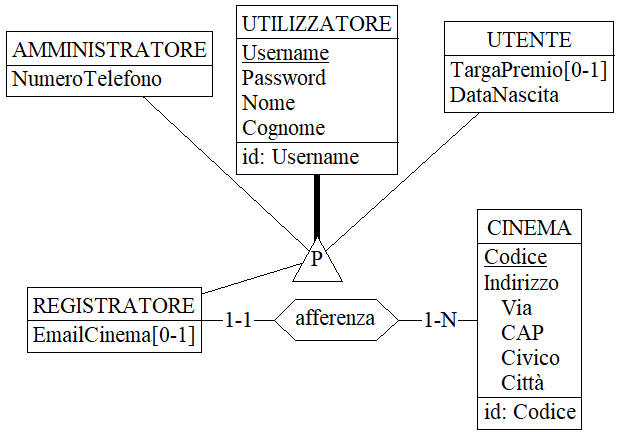 AMMINISTRATORE
NumeroTelefono
UTILIZZATORE
Username
Password
Nome
Cognome
id: Username
UTENTE
TargaPremio[0-1]
DataNascita
P
REGISTRATORE
EmailCinema[0-1]
1-1
afferenza
1-N
CINEMA
Codice
Indirizzo
Via
CAP
Civico
Città
id: Codice